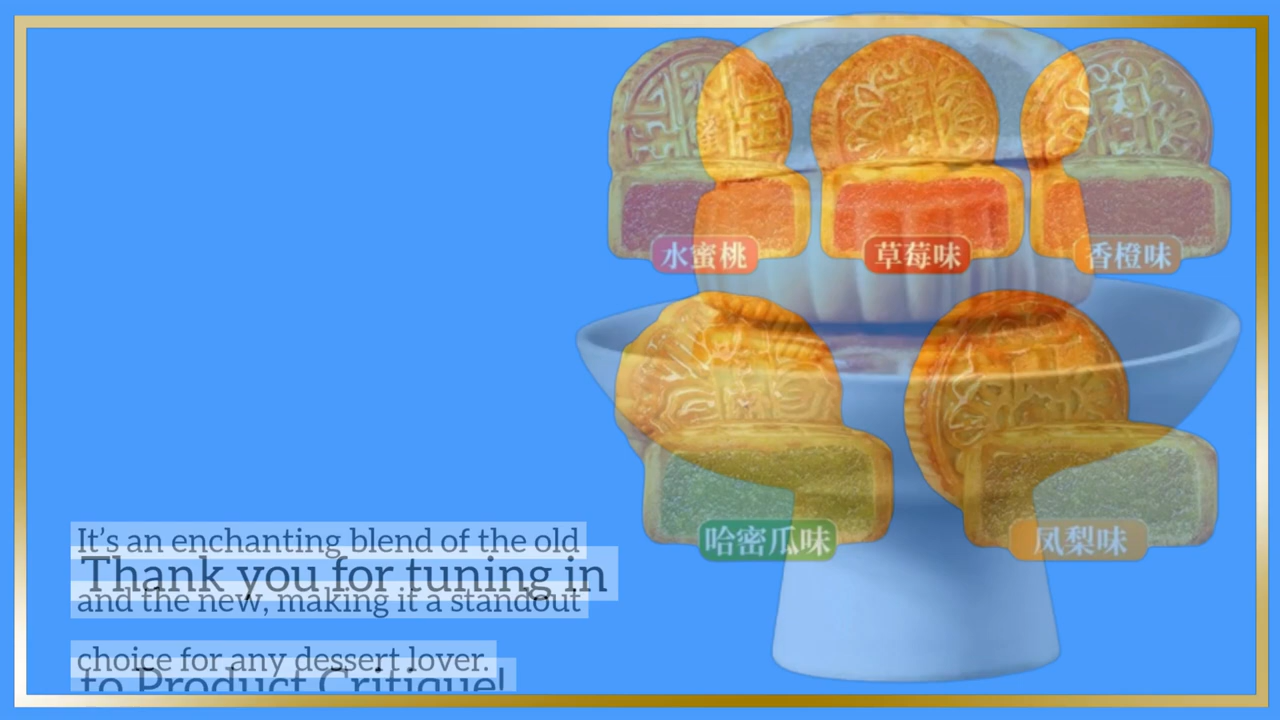 水蜜桃
草莓味
香橙味
哈密瓜味
凤梨味
It's an enchanting blend of the old
Thank you for tuning in
and the new, making it a standout
choice for any dessert lover.
to Product Critique!